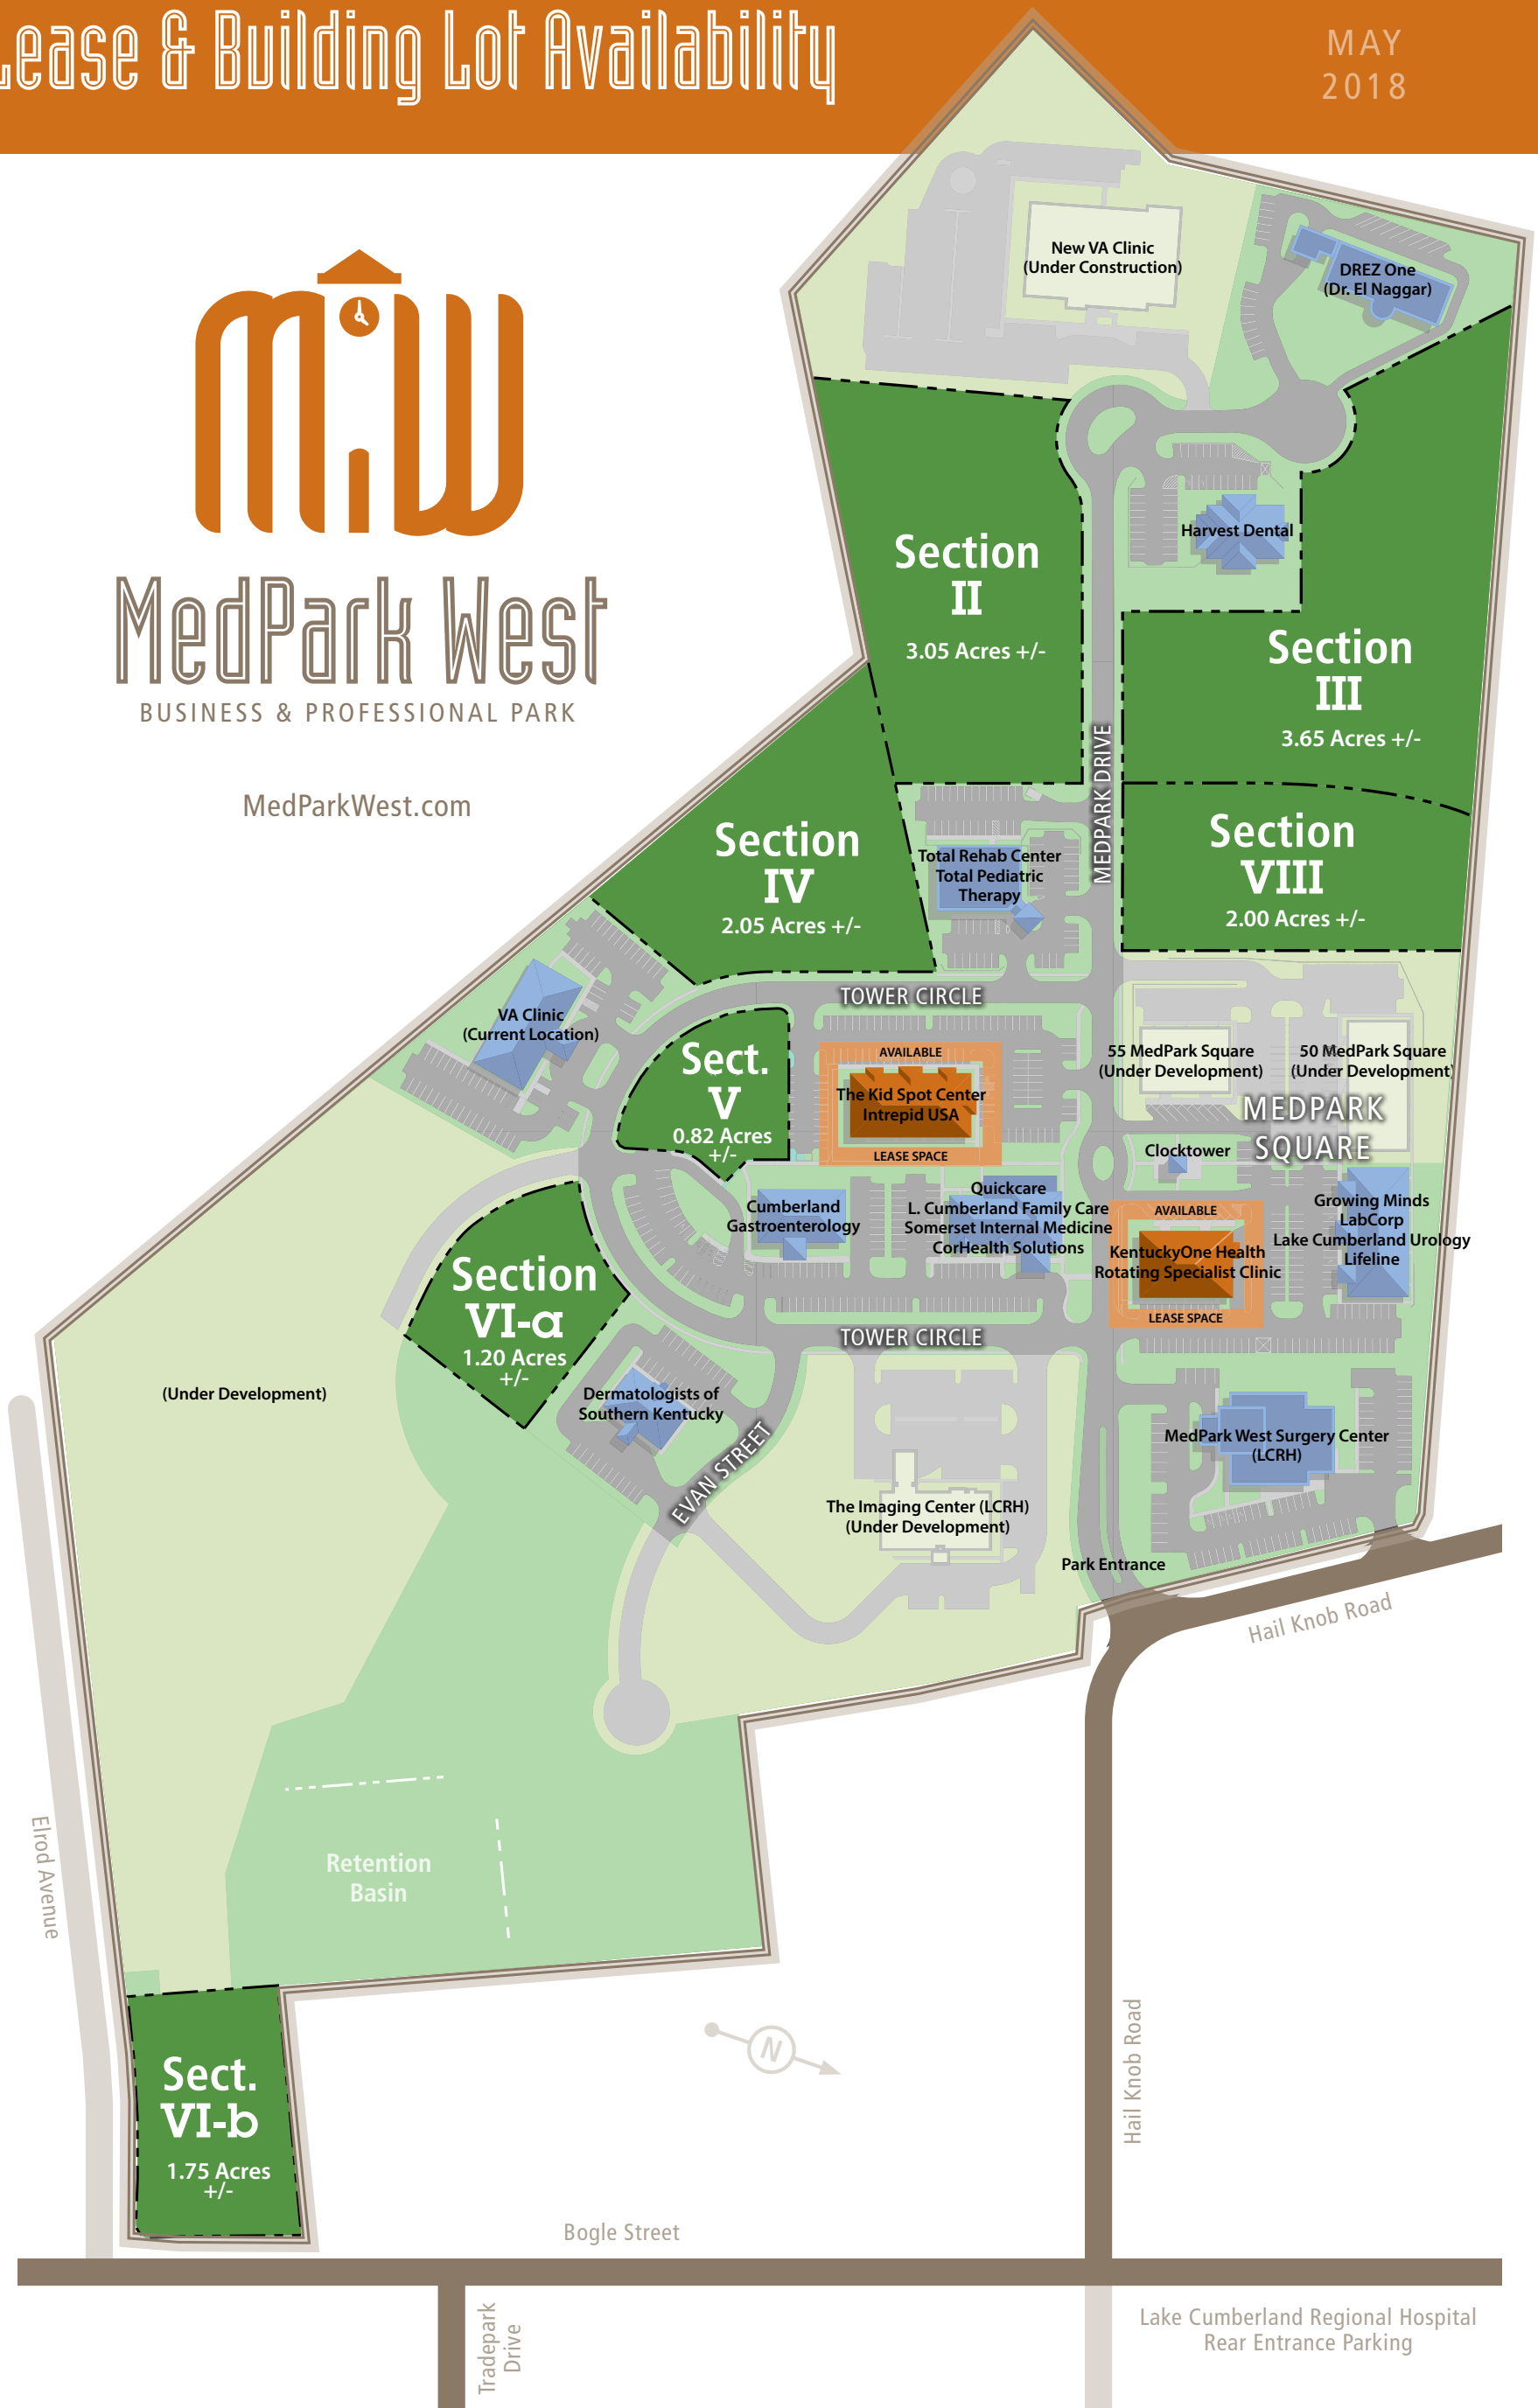 Lease & Building Lot Availability
MAY
2018
MedPark West
BUSINESS & PROFESSIONAL PARK
MedParkWest.com
New VA Clinic
(Under Construction)
DREZ One
(Dr. El Naggar)
Harvest Dental
Section
II
3.05 Acres +/-
Section
III
3.65 Acres +/-
MEDPARK DRIVE
Section
IV
2.05 Acres +/-
Total Rehab Center
Total Pediatric
Therapy
Section
VIII
2.00 Acres +/-
TOWER CIRCLE
VA Clinic
(Current Location)
Sect.
V
0.82 Acres
+/-
AVAILABLE
The Kid Spot Center
Intrepid USA
LEASE SPACE
55 MedPark Square
(Under Development)
50 MedPark Square
(Under Development)
MEDPARK
SQUARE
Clocktower
Cumberland
Gastroenterology
Quickcare
L. Cumberland Family Care
Somerset Internal Medicine
CorHealth Solutions
AVAILABLE
KentuckyOne Health
Rotating Specialist Clinic
LEASE SPACE
Growing Minds
LabCorp
Lake Cumberland Urology
Lifeline
Section
VI-a
1.20 Acres
+/-
TOWER CIRCLE
(Under Development)
Dermatologists of
Southern Kentucky
EVAN STREET
MedPark West Surgery Center
(LCRH)
The Imaging Center (LCRH)
(Under Development)
Park Entrance
Hail Knob Road
Elrod Avenue
Retention
Basin
N
Hail Knob Road
Sect.
VI-b
1.75 Acres
+/-
Bogle Street
Tradepark
Drive
Lake Cumberland Regional Hospital
Rear Entrance Parking